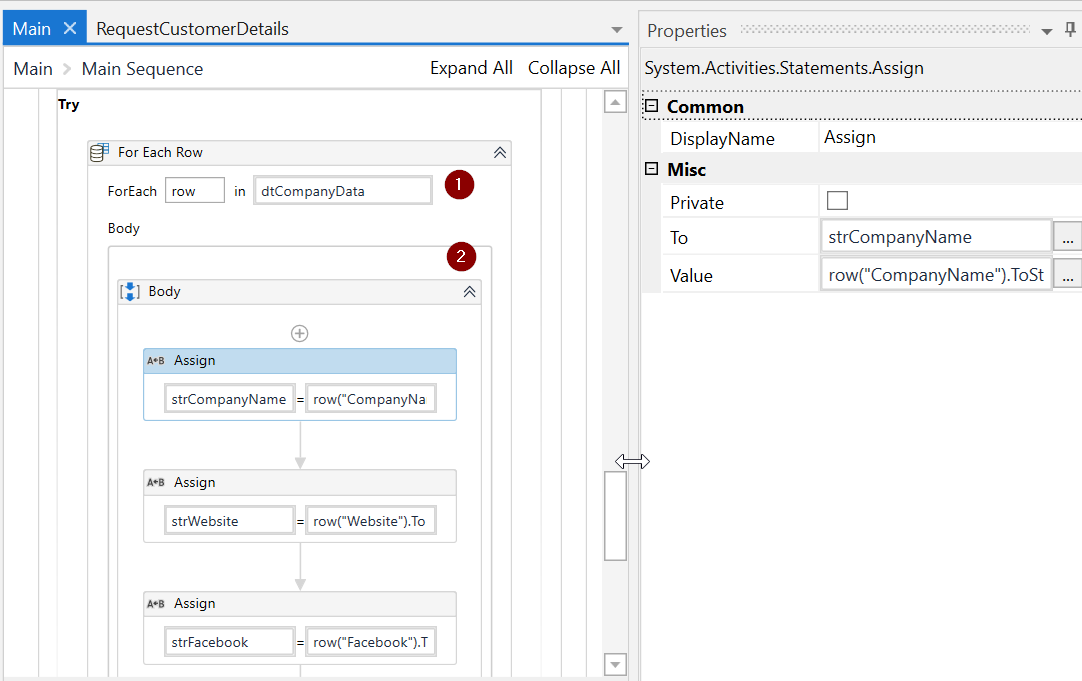 Main RequestCustomerDetails
Main Main Sequence Expand All Collapse All
Try
For Each Row
ForEach row in dtCompanyData 1
Body
2
Body
A+B Assign
strCompanyName = row("CompanyNa
A+B Assign
strWebsite = row("Website").To
A+B Assign
strFacebook = row("Facebook").T
Properties
System.Activities.Statements.Assign
Common
DisplayName Assign
Misc
Private
To strCompanyName ...
Value row("CompanyName").ToSt ...